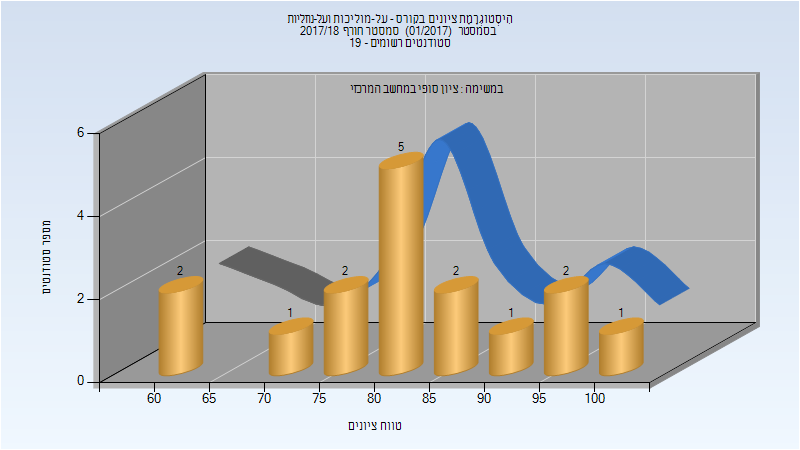 היסטוגרמת ציונים בקורס - על-מוליכות ועל-נוזליות
בסמסטר (01/2017) סמסטר חורף 2017/18
סטודנטים רשומים - 19
במשימה : ציון סופי במחשב המרכזי
6
4
2
0
מספר סטודנטים
2
1
2
5
2
1
2
1
60 65 70 75 80 85 90 95 100
טווח ציונים